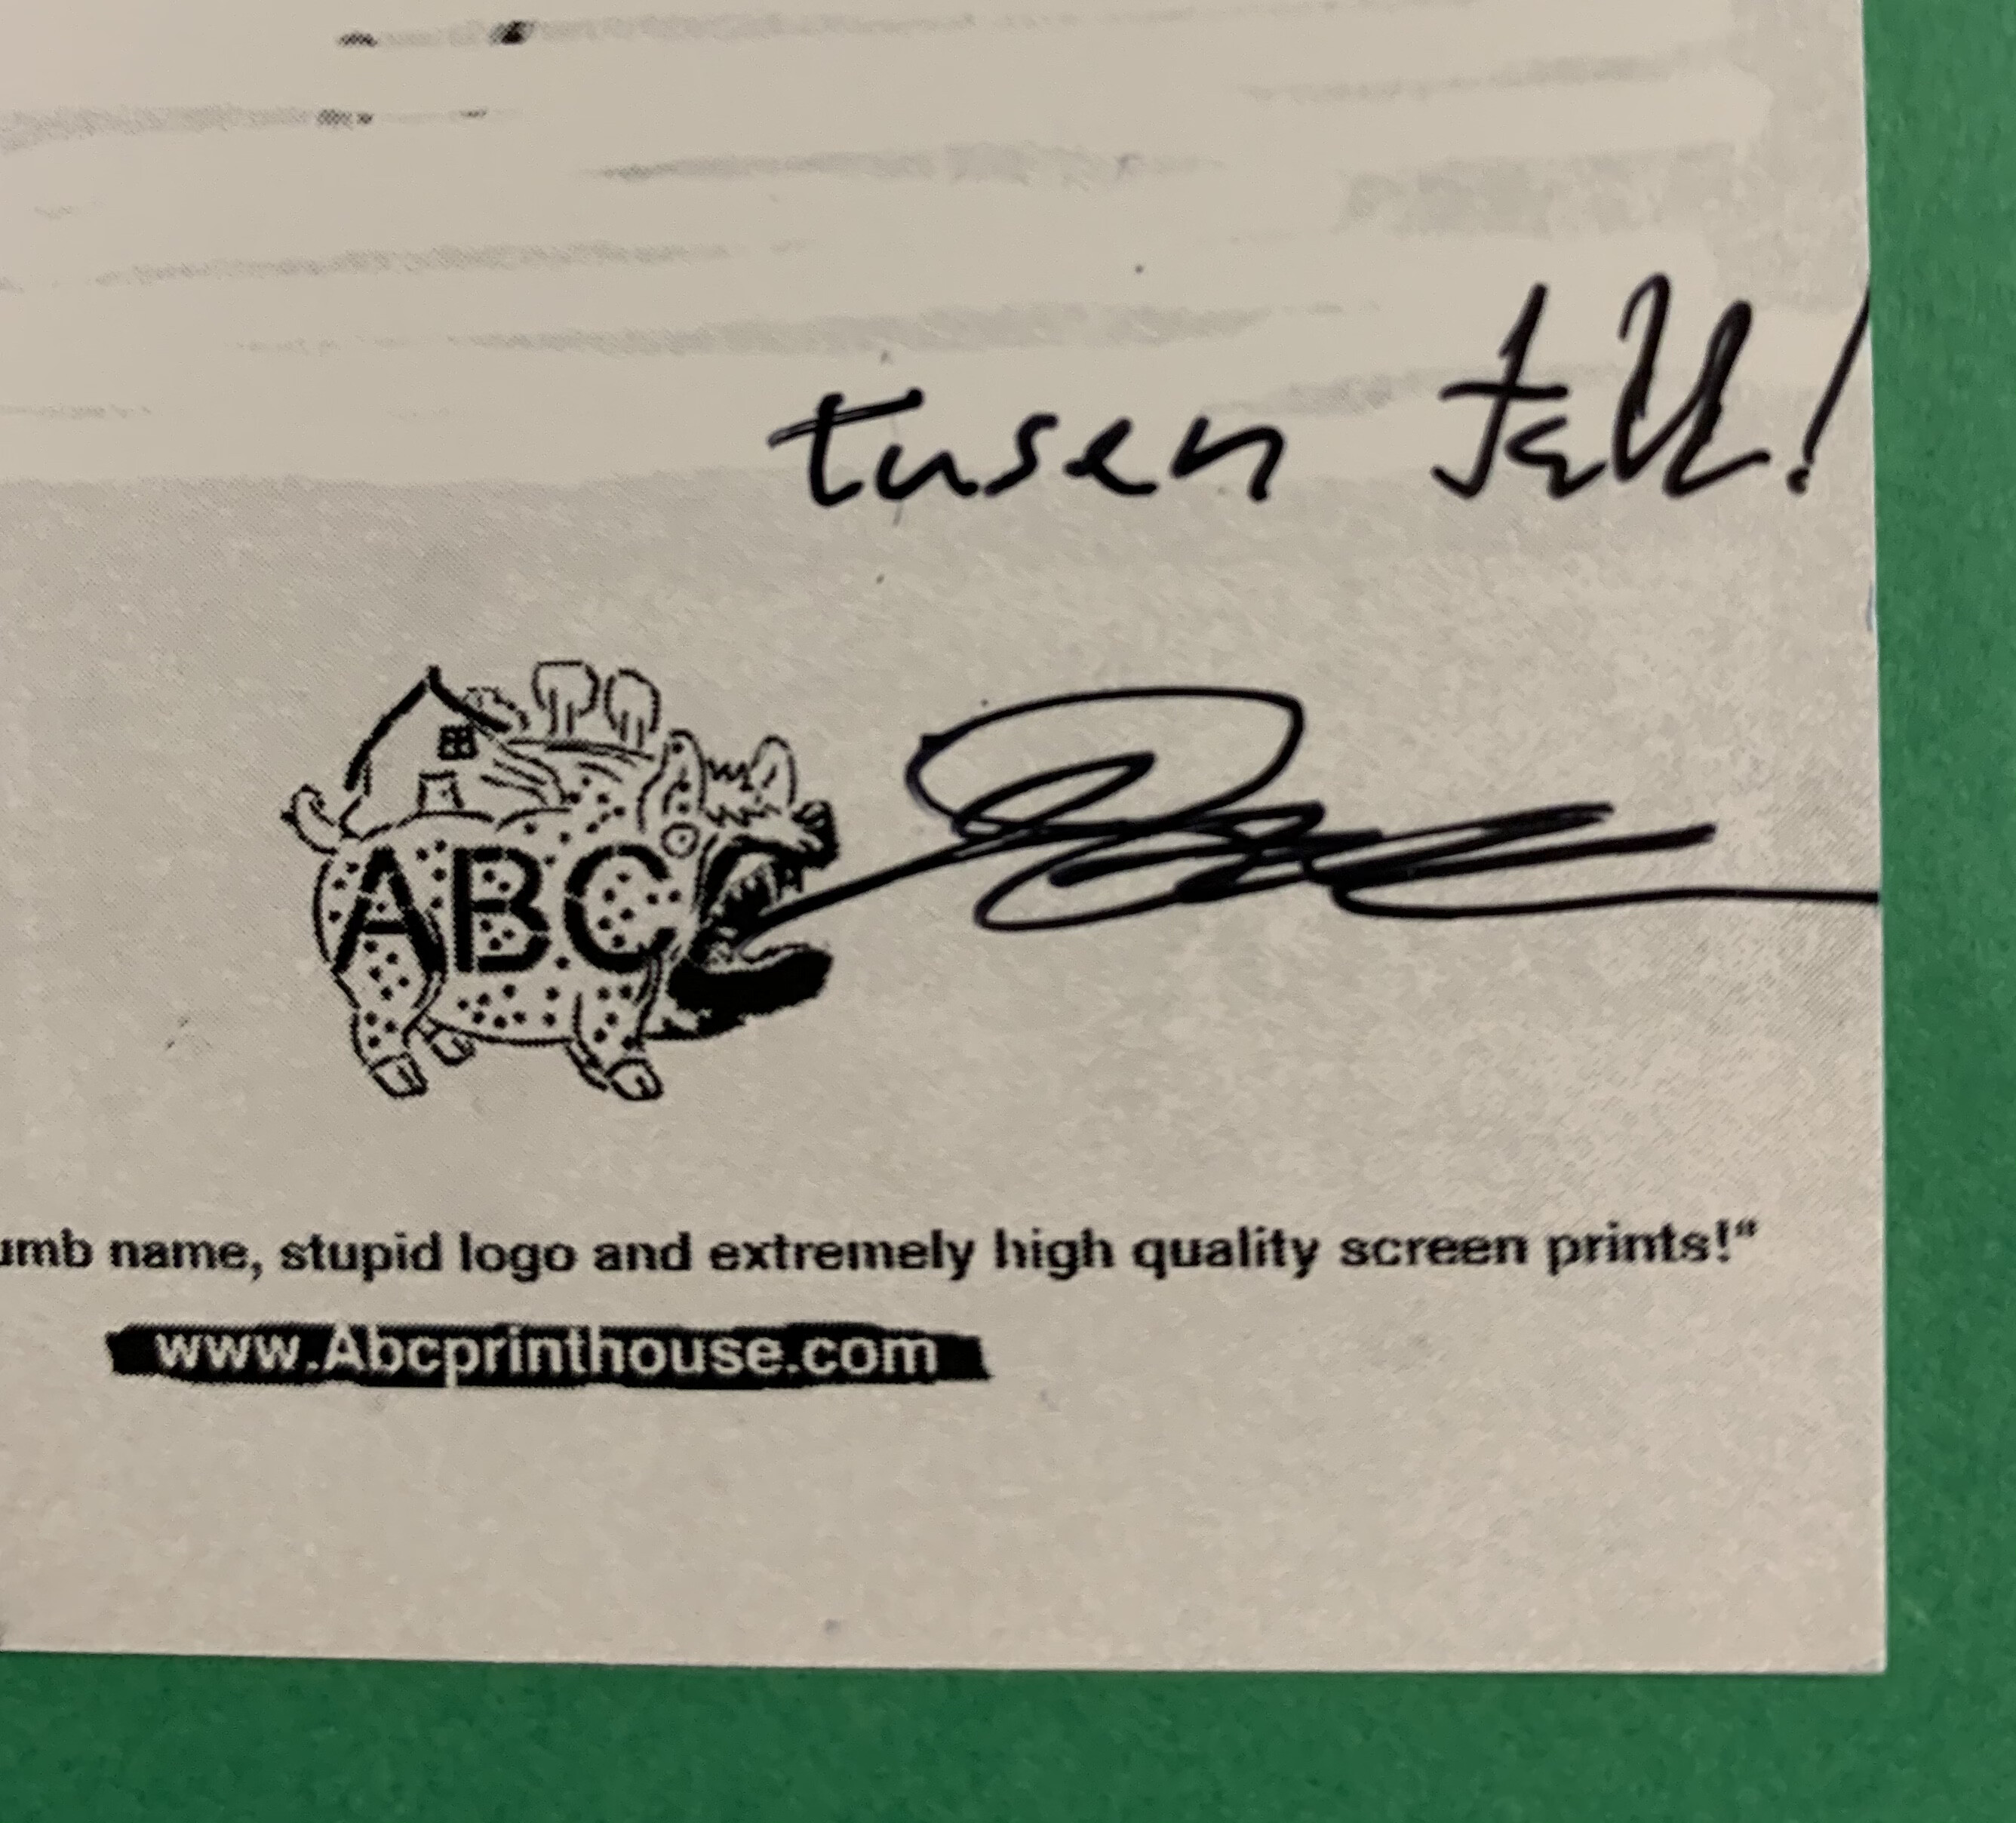 tusen takk!
ABC
umb name, stupid logo and extremely high quality screen prints!“
www.Abcprinthouse.com